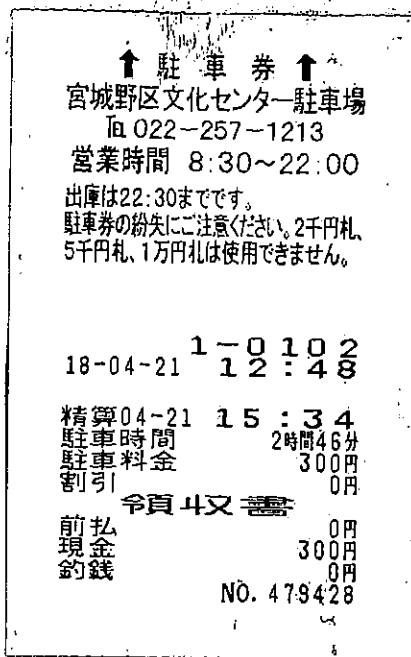 ↑ 駐車券 ↑
宮城野区文化センター駐車場
℡ 022-257-1213
営業時間 8:30~22:00
出庫は22:30までです。
駐車券の紛失にご注意ください。2千円札、
5千円札、1万円札は使用できません。
1-0102
18-04-21 12:48
精算04-21 15:34
駐車時間 2時間46分
駐車料金 300円
割引 0円
領収書
前払 0円
現金 300円
釣銭 0円
NO. 479428